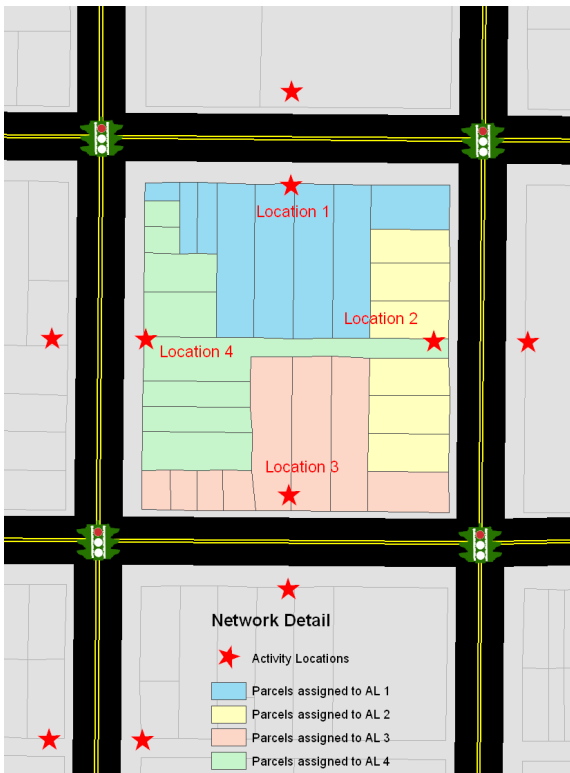 Location 1
Location 2
Location 4
Location 3
Network Detail
Activity Locations
Parcels assigned to AL 1
Parcels assigned to AL 2
Parcels assigned to AL 3
Parcels assigned to AL 4